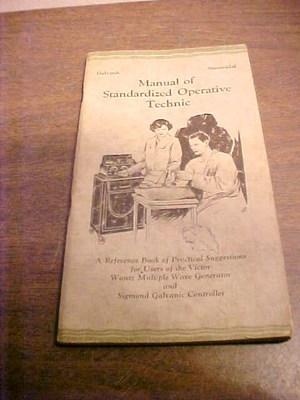 Galvanic Sinusoidal
Manual of
Standardized Operative
Technic
A Reference Book of Practical Suggestions
for Users of the Victor
Wantz Multiple Wave Generator
and
Sigmund Galvanic Controller